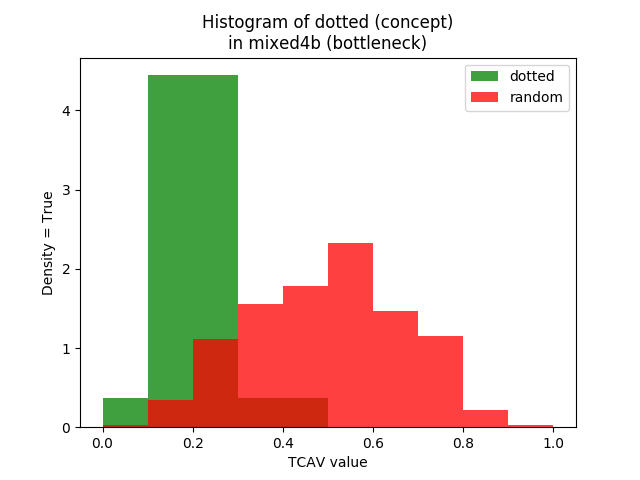 Histogram of dotted (concept)
in mixed4b (bottleneck)
dotted
random
Density = True
4
3
2
1
0
0.0 0.2 0.4 0.6 0.8 1.0
TCAV value